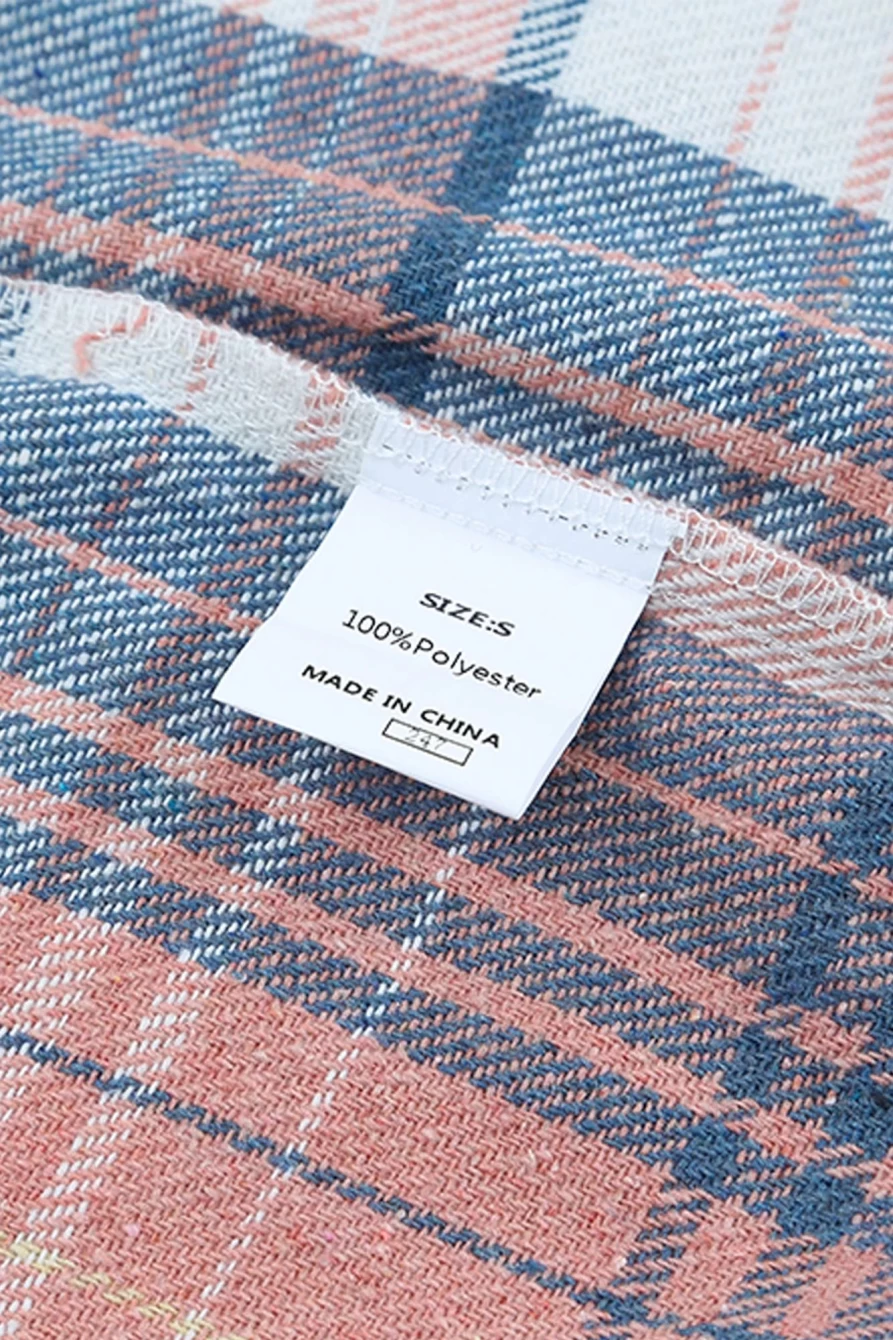 SIZE:S
100%Polyester
MADE IN CHINA
247